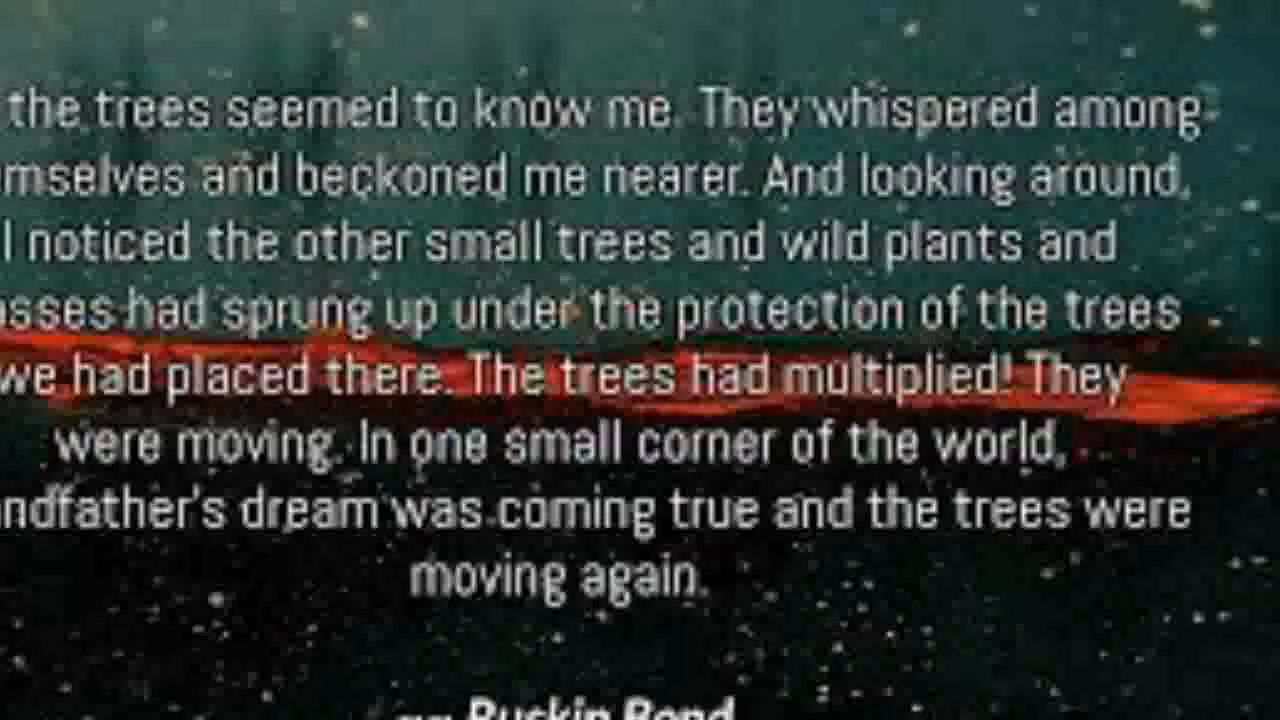 the trees seemed to know me. They whispered among
mselves and beckoned me nearer. And looking around,
I noticed the other small trees and wild plants and
asses had sprung up under the protection of the trees
we had placed there. The trees had multiplied! They
were moving. In one small corner of the world,
ndfather's dream was coming true and the trees were
moving again.
-- Ruskin Bond